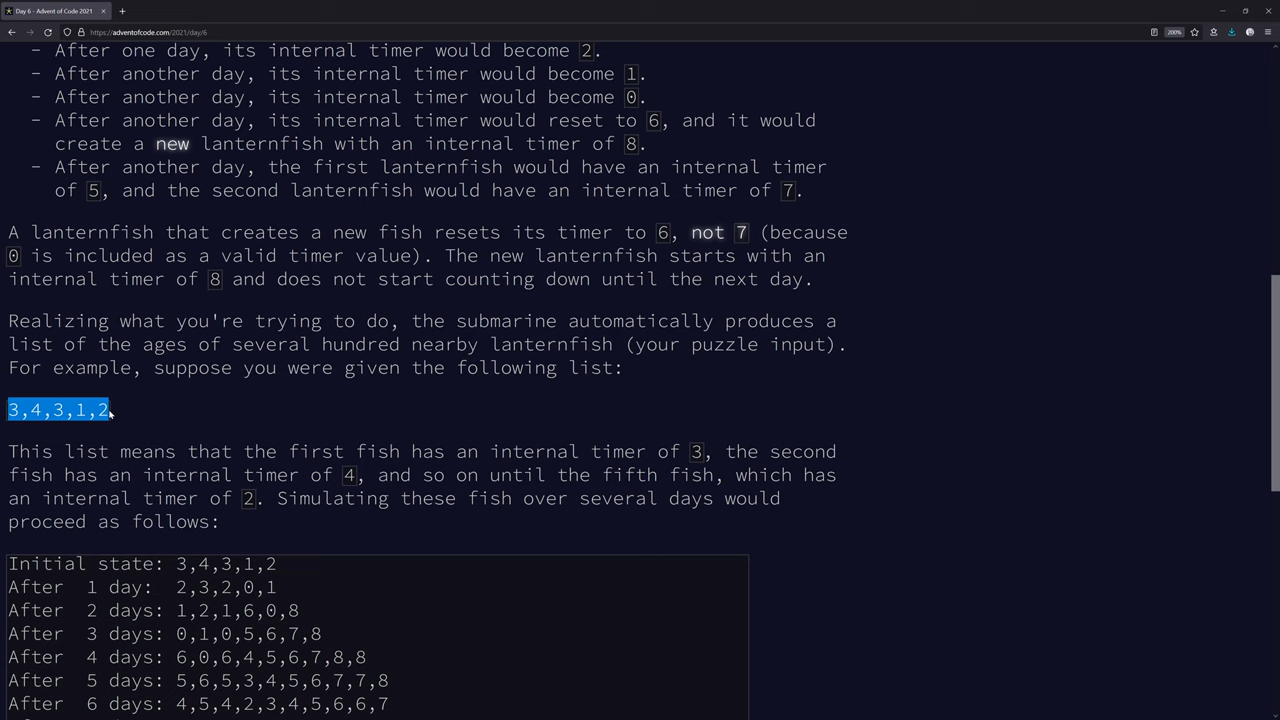 Day 6 - Advent of Code 2021
https://adventofcode.com/2021/day/6
200%
- After one day, its internal timer would become 2.
- After another day, its internal timer would become 1.
- After another day, its internal timer would become 0.
- After another day, its internal timer would reset to 6, and it would
create a new lanternfish with an internal timer of 8.
- After another day, the first lanternfish would have an internal timer
of 5, and the second lanternfish would have an internal timer of 7.
A lanternfish that creates a new fish resets its timer to 6, not 7 (because
0 is included as a valid timer value). The new lanternfish starts with an
internal timer of 8 and does not start counting down until the next day.
Realizing what you're trying to do, the submarine automatically produces a
list of the ages of several hundred nearby lanternfish (your puzzle input).
For example, suppose you were given the following list:
3,4,3,1,2
This list means that the first fish has an internal timer of 3, the second
fish has an internal timer of 4, and so on until the fifth fish, which has
an internal timer of 2. Simulating these fish over several days would
proceed as follows:
Initial state: 3,4,3,1,2
After  1 day:  2,3,2,0,1
After  2 days: 1,2,1,6,0,8
After  3 days: 0,1,0,5,6,7,8
After  4 days: 6,0,6,4,5,6,7,8,8
After  5 days: 5,6,5,3,4,5,6,7,7,8
After  6 days: 4,5,4,2,3,4,5,6,6,7